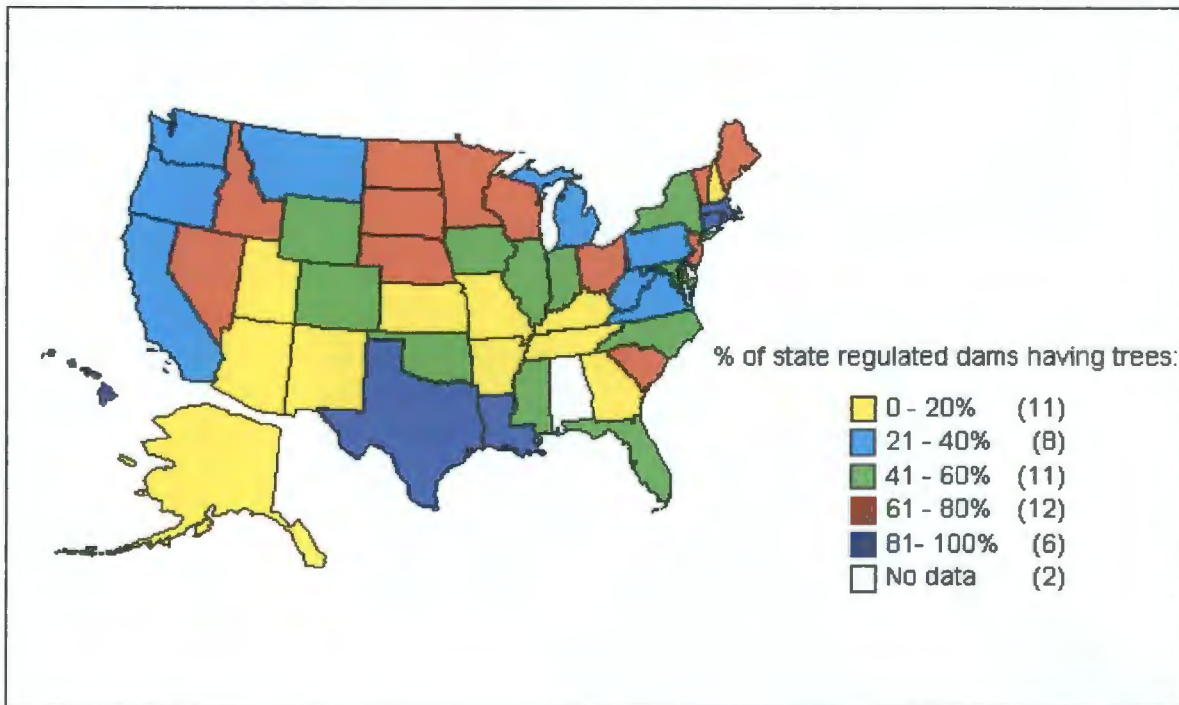 % of state regulated dams having trees:
0 - 20% (11)
21 - 40% (8)
41 - 60% (11)
61 - 80% (12)
81- 100% (6)
No data (2)